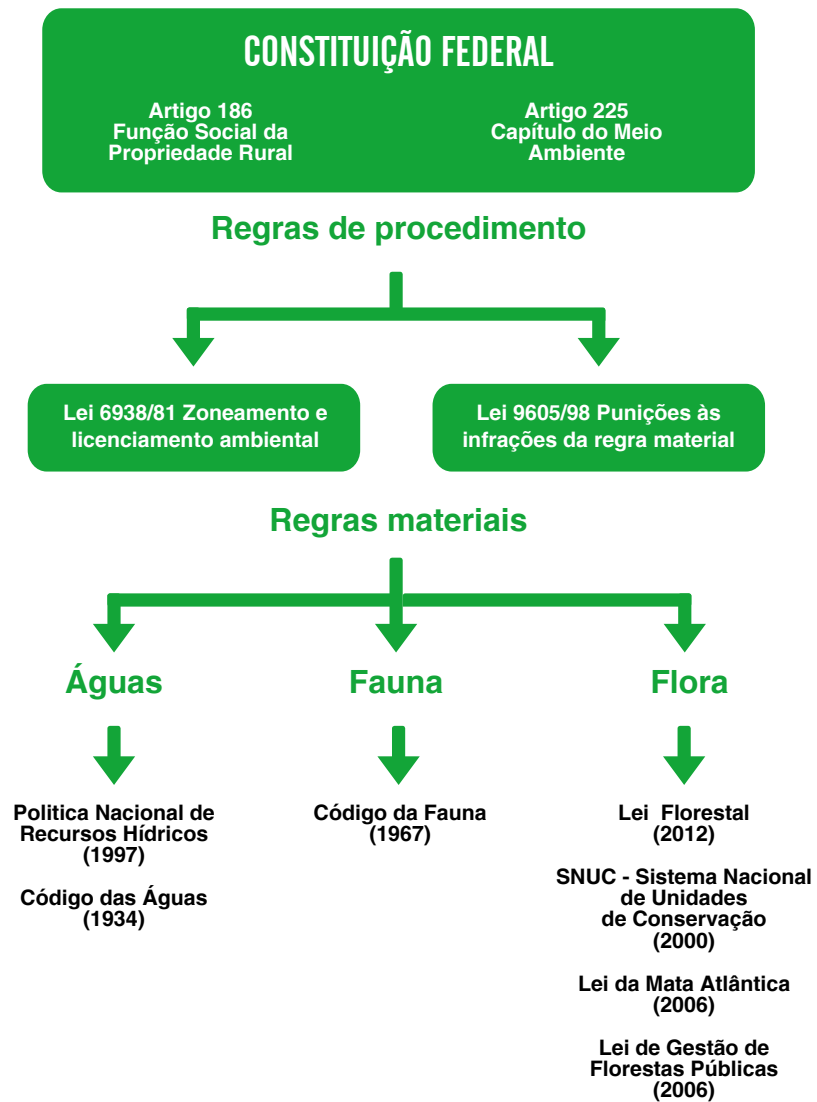 CONSTITUIÇÃO FEDERAL
Artigo 186
Função Social da
Propriedade Rural
Artigo 225
Capítulo do Meio
Ambiente
Regras de procedimento
Lei 6938/81 Zoneamento e
licenciamento ambiental
Lei 9605/98 Punições às
infrações da regra material
Regras materiais
Águas
Fauna
Flora
Politica Nacional de
Recursos Hídricos
(1997)
Código das Águas
(1934)
Código da Fauna
(1967)
Lei Florestal
(2012)
SNUC - Sistema Nacional
de Unidades
de Conservação
(2000)
Lei da Mata Atlântica
(2006)
Lei de Gestão de
Florestas Públicas
(2006)